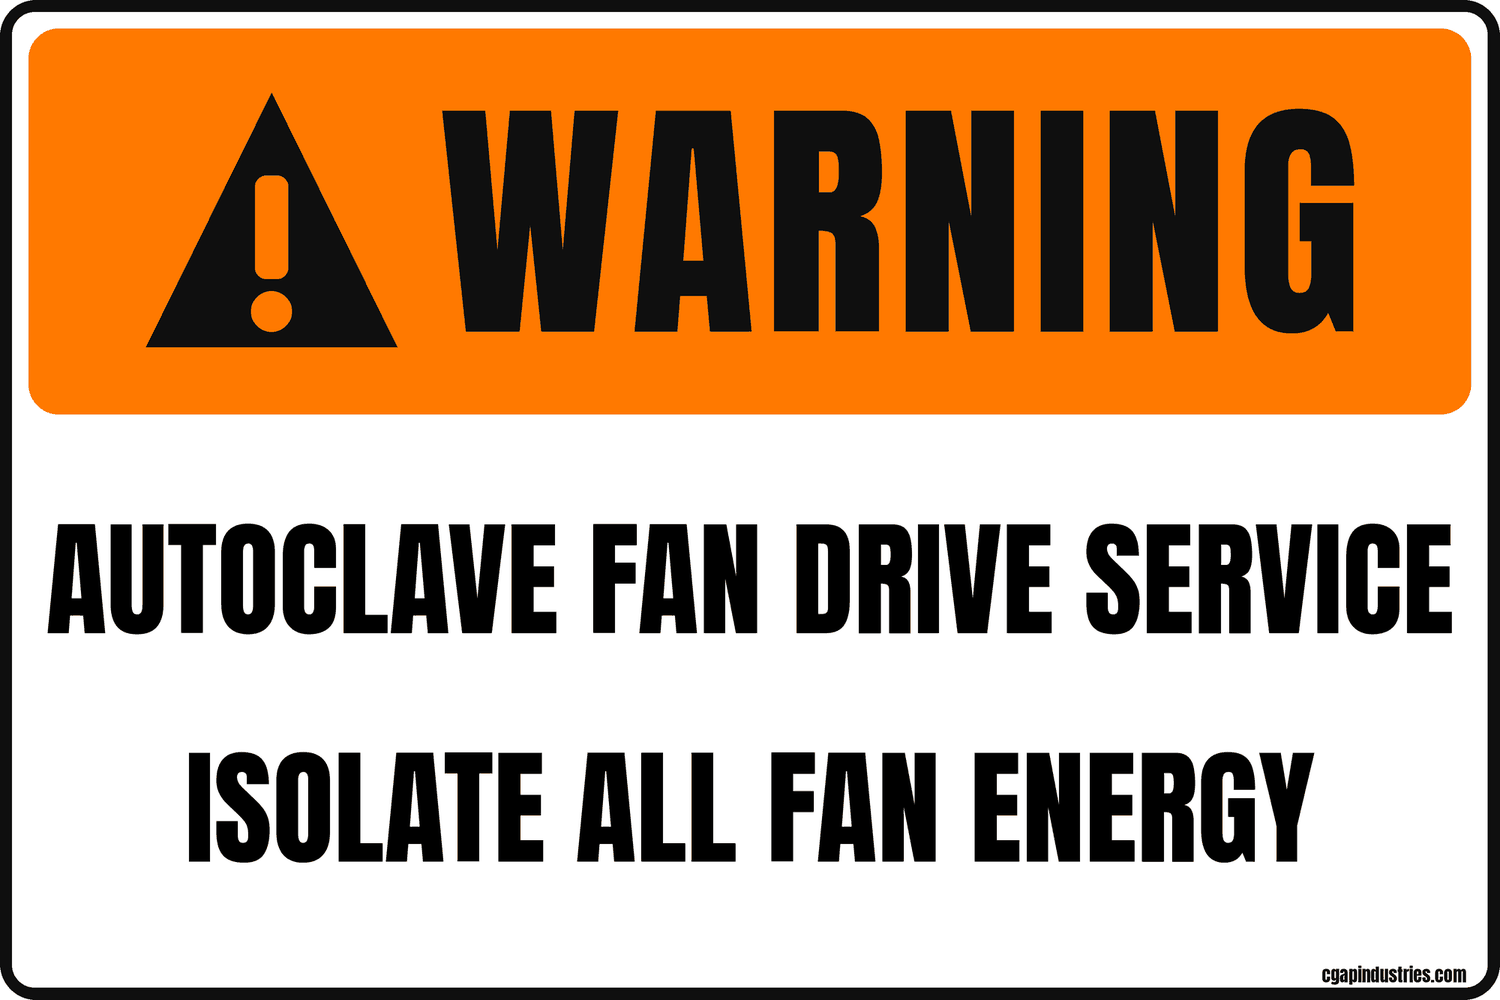 WARNING
AUTOCLAVE FAN DRIVE SERVICE
ISOLATE ALL FAN ENERGY
cgapindustries.com